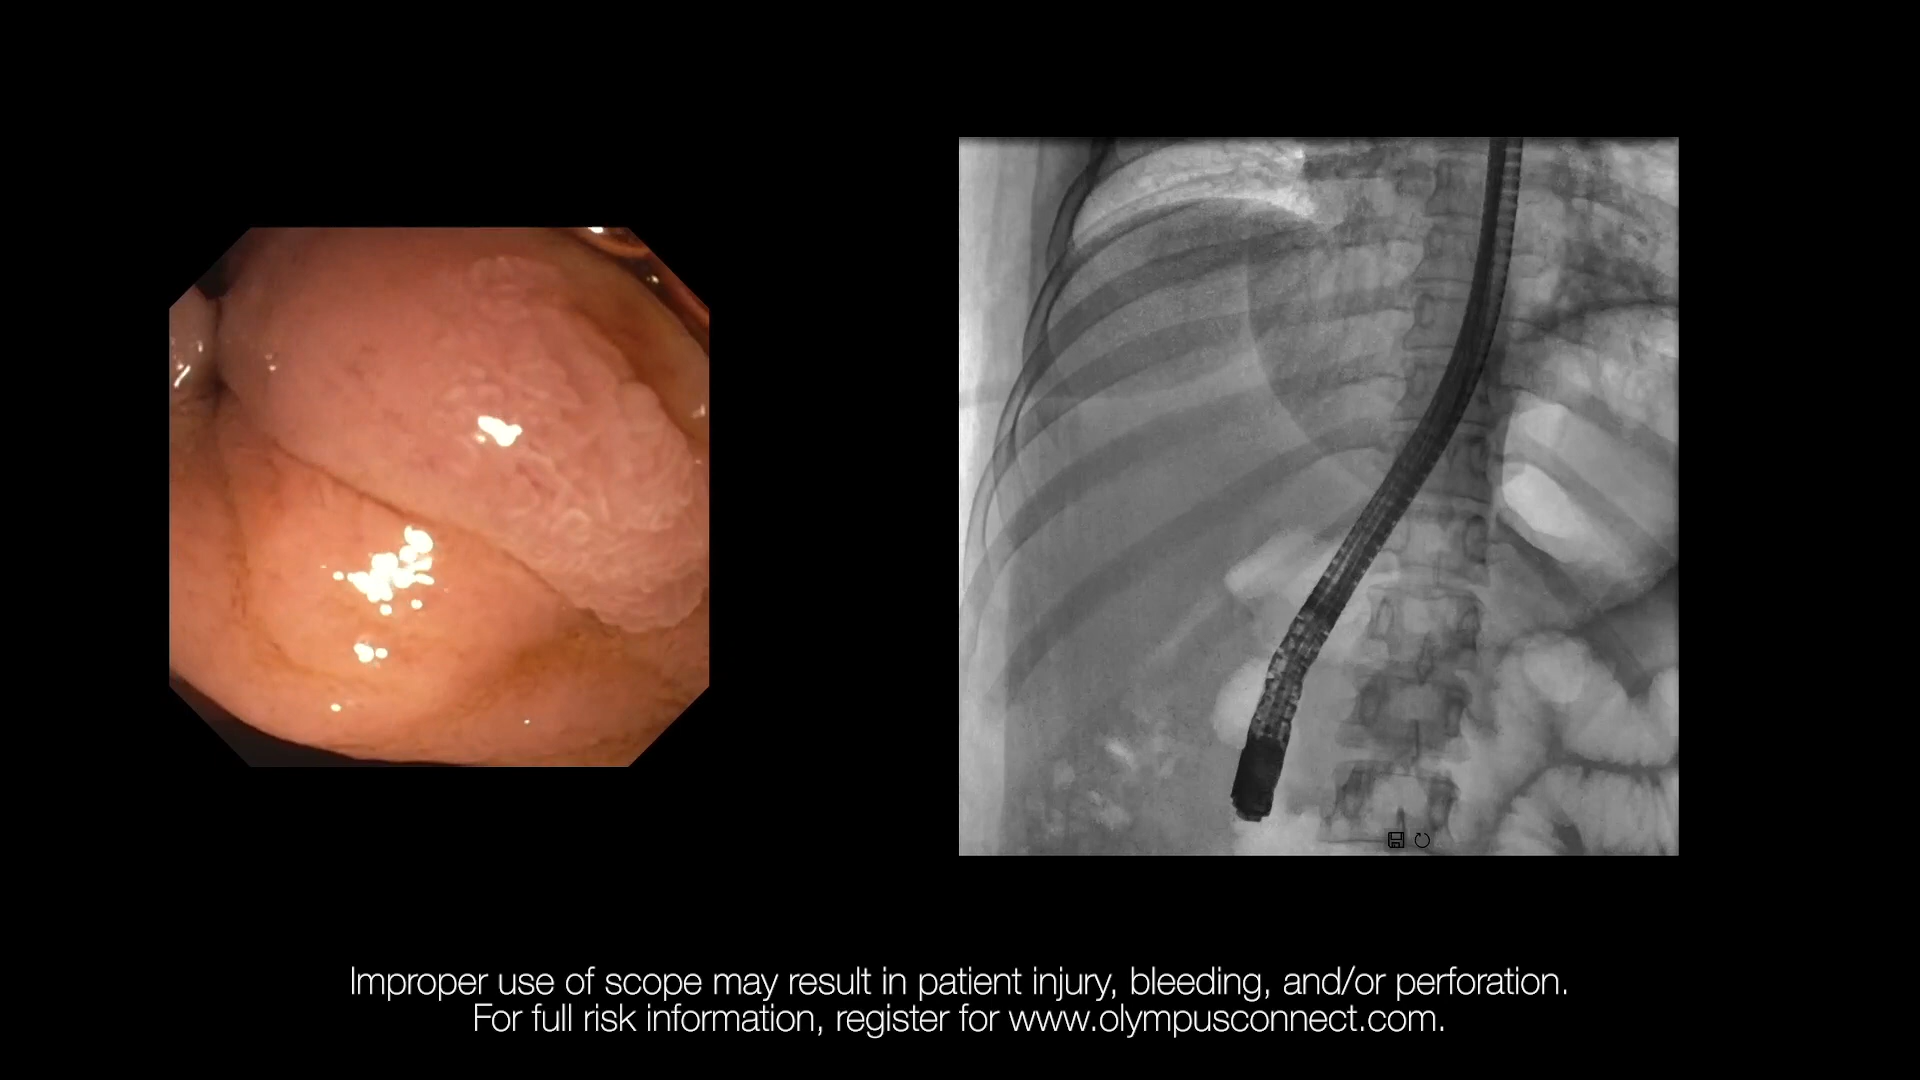 Improper use of scope may result in patient injury, bleeding, and/or perforation.
For full risk information, register for www.olympusconnect.com.